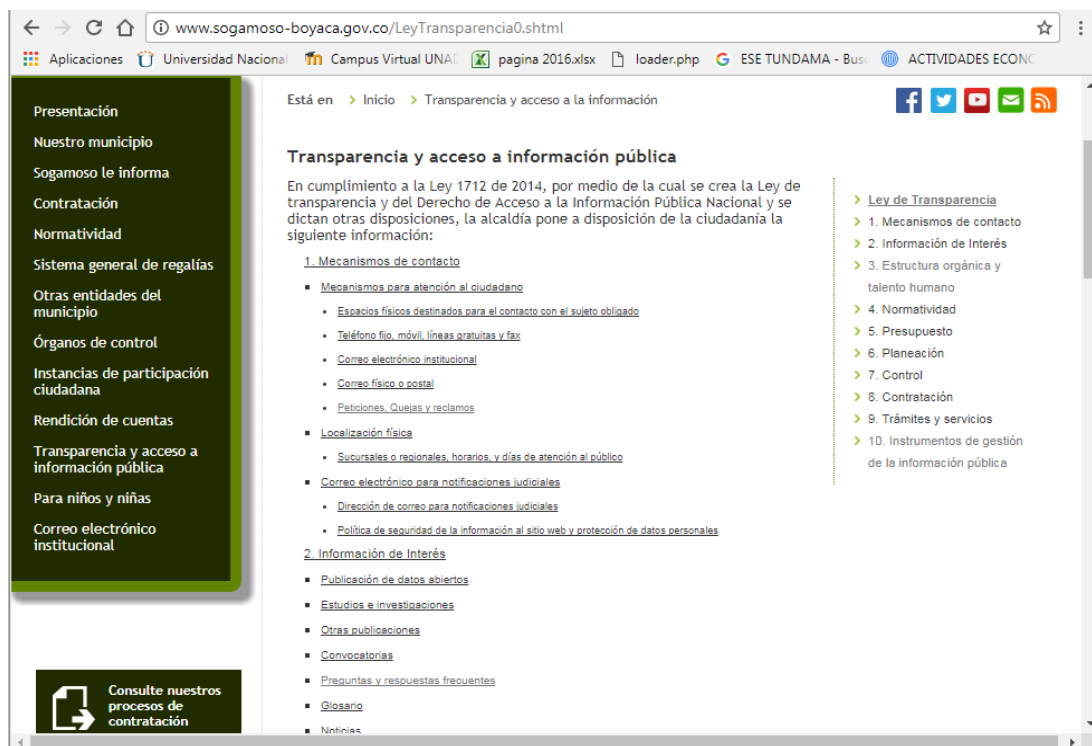 www.sogamoso-boyaca.gov.co/LeyTransparencia0.shtml
Aplicaciones
Universidad Nacional
Campus Virtual UNAD
pagina 2016.xlsx
loader.php
ESE TUNDAMA - Bus
ACTIVIDADES ECONC
Presentación
Nuestro municipio
Sogamoso le informa
Contratación
Normatividad
Sistema general de regalías
Otras entidades del
municipio
Órganos de control
Instancias de participación
ciudadana
Rendición de cuentas
Transparencia y acceso a
información pública
Para niños y niñas
Correo electrónico
institucional
Consulte nuestros
procesos de
contratación
Está en > Inicio > Transparencia y acceso a la información
Transparencia y acceso a información pública
En cumplimiento a la Ley 1712 de 2014, por medio de la cual se crea la Ley de
transparencia y del Derecho de Acceso a la Información Pública Nacional y se
dictan otras disposiciones, la alcaldía pone a disposición de la ciudadanía la
siguiente información:
1. Mecanismos de contacto
Mecanismos para atención al ciudadano
Espacios físicos destinados para el contacto con el sujeto obligado
Teléfono fijo, móvil, líneas gratuitas y fax
Correo electrónico institucional
Correo físico o postal
Peticiones, Quejas y reclamos
Localización física
Sucursales o regionales, horarios, y días de atención al público
Correo electrónico para notificaciones judiciales
Dirección de correo para notificaciones judiciales
Política de seguridad de la información al sitio web y protección de datos personales
2. Información de Interés
Publicación de datos abiertos
Estudios e investigaciones
Otras publicaciones
Convocatorias
Preguntas y respuestas frecuentes
Glosario
Noticias
Ley de Transparencia
1. Mecanismos de contacto
2. Información de Interés
3. Estructura orgánica y
talento humano
4. Normatividad
5. Presupuesto
6. Planeación
7. Control
8. Contratación
9. Trámites y servicios
10. Instrumentos de gestión
de la información pública